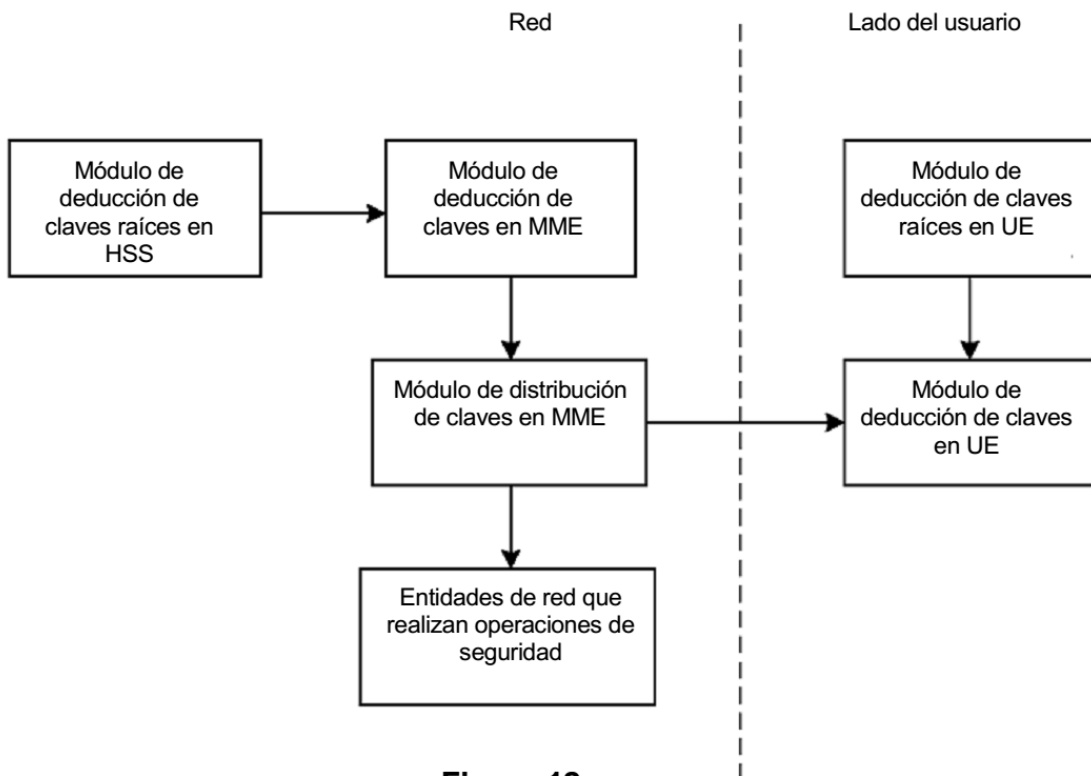 Red
Lado del usuario
Módulo de
deducción de
claves raíces en
HSS
Módulo de
deducción de
claves en MME
Módulo de
deducción de claves
raíces en UE
Módulo de distribución
de claves en MME
Módulo de
deducción de claves
en UE
Entidades de red que
realizan operaciones de
seguridad